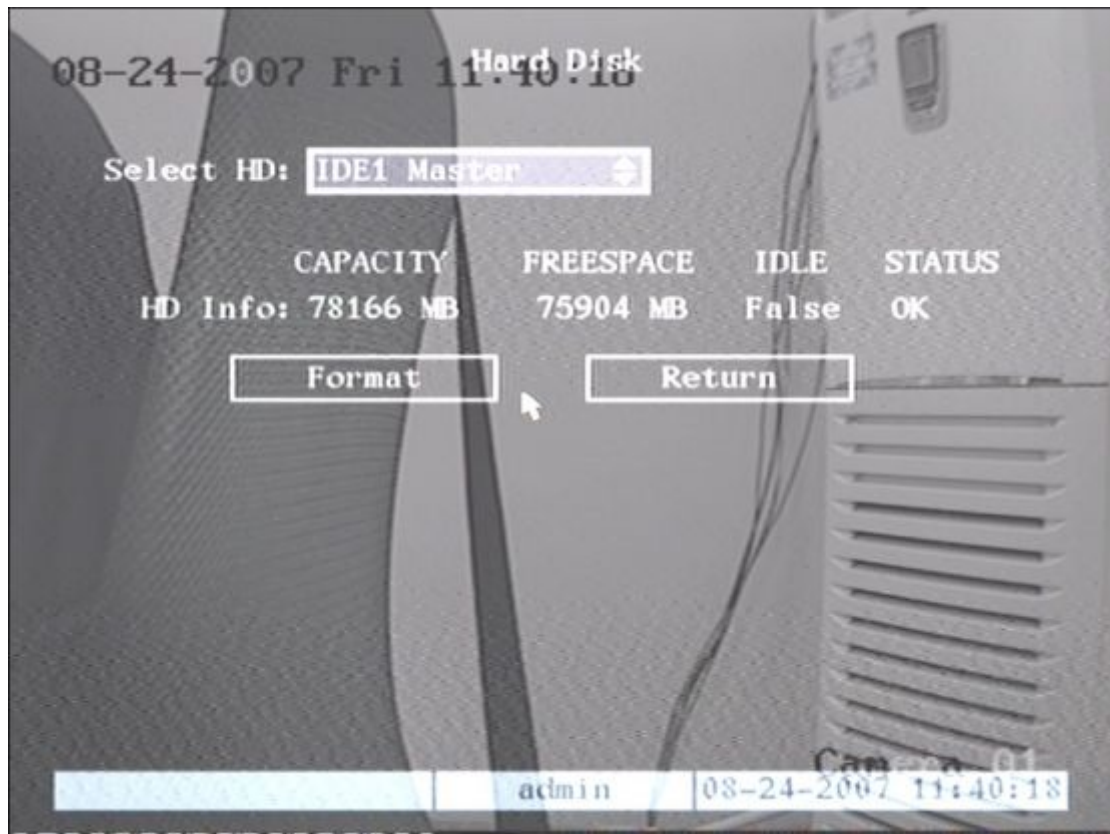 Hard Disk
08-24-2007 Fri 11:40:18
Select HD: IDE1 Master
CAPACITY FREESPACE IDLE STATUS
HD Info: 78166 MB 75904 MB False OK
Format Return
Camera 01
admin 08-24-2007 11:40:18